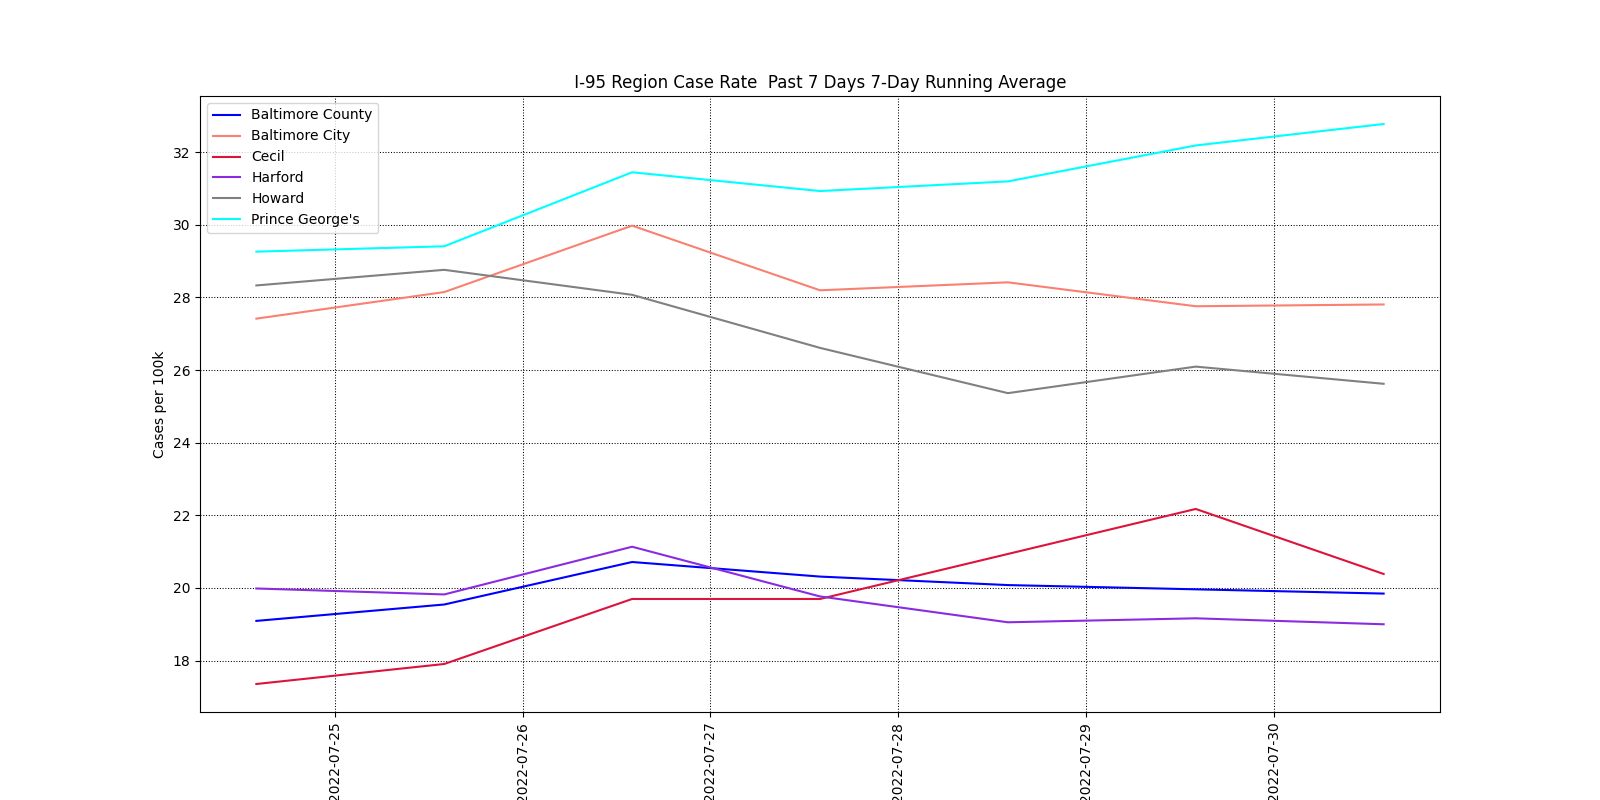 I-95 Region Case Rate  Past 7 Days 7-Day Running Average
Baltimore County
Baltimore City
Cecil
Harford
Howard
Prince George's
Cases per 100k
32
30
28
26
24
22
20
18
2022-07-25
2022-07-26
2022-07-27
2022-07-28
2022-07-29
2022-07-30